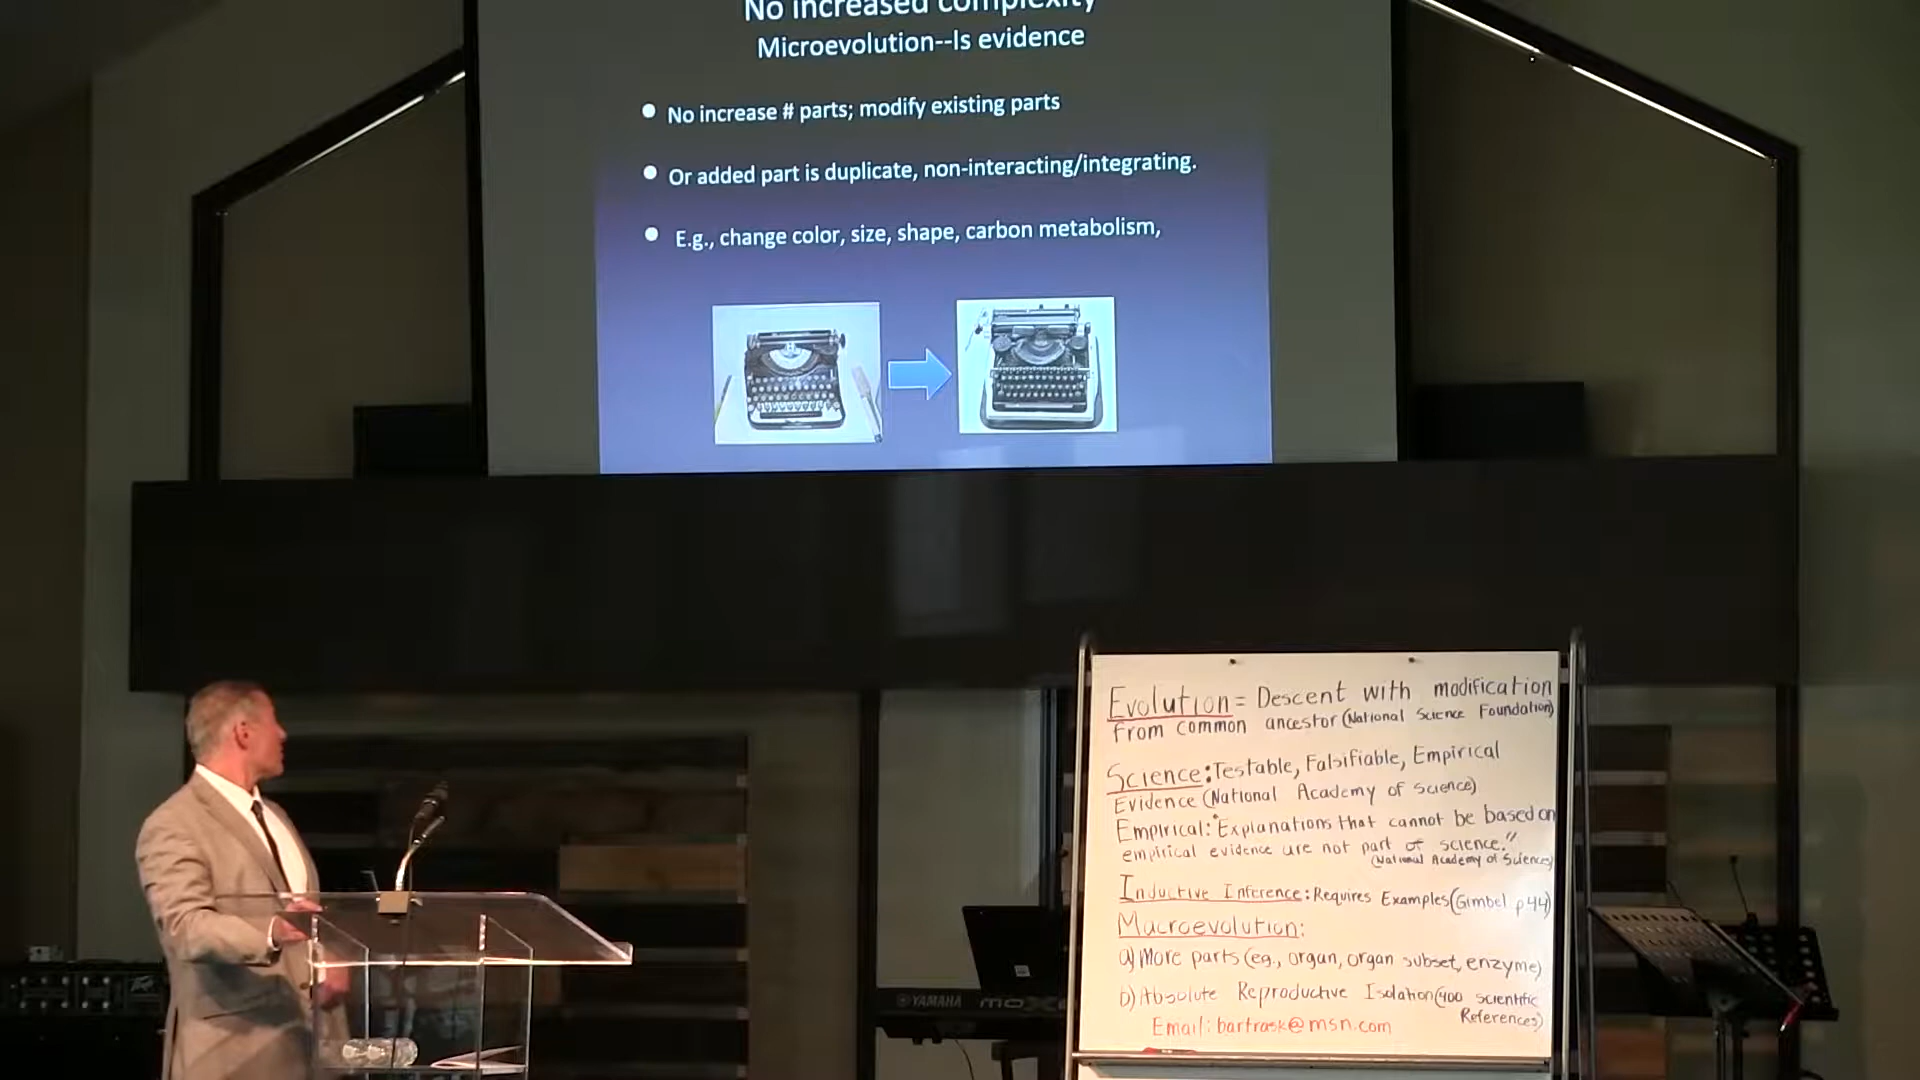 No increased complexity
Microevolution--Is evidence
No increase # parts; modify existing parts
Or added part is duplicate, non-interacting/integrating.
E.g., change color, size, shape, carbon metabolism,
Evolution = Descent with modification
from common ancestor (National Science Foundation)
Science: Testable, Falsifiable, Empirical
Evidence (National Academy of Science)
Empirical: "Explanations that cannot be based on
empirical evidence are not part of science."
(National Academy of Sciences)
Inductive Inference: Requires Examples (Gimbel p44)
Macroevolution:
a) More parts (eg., organ, organ subset, enzyme)
b) Absolute Reproductive Isolation (400 scientific
References)
Email: bartrask@msn.com
YAMAHA